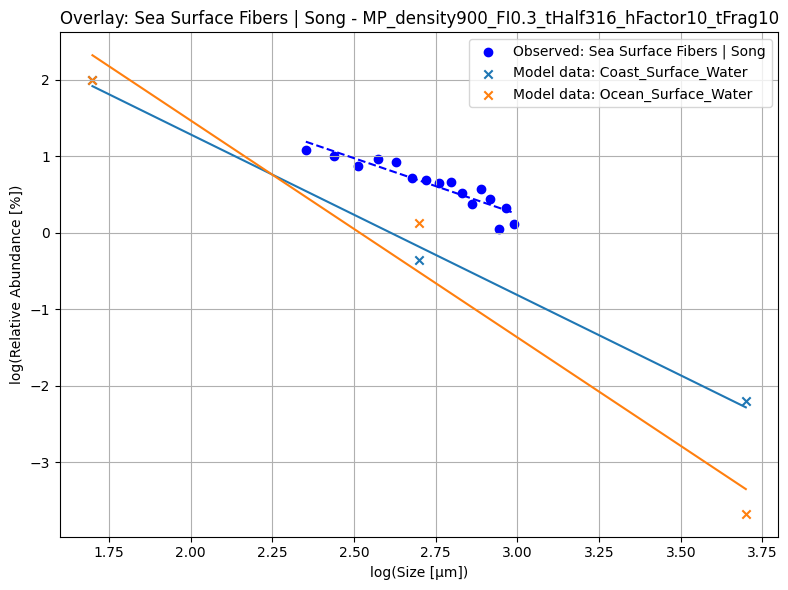 Overlay: Sea Surface Fibers | Song - MP_density900_FI0.3_tHalf316_hFactor10_tFrag10
Observed: Sea Surface Fibers | Song
Model data: Coast_Surface_Water
Model data: Ocean_Surface_Water
log(Relative Abundance [%])
2
1
0
−1
−2
−3
1.75 2.00 2.25 2.50 2.75 3.00 3.25 3.50 3.75
log(Size [μm])